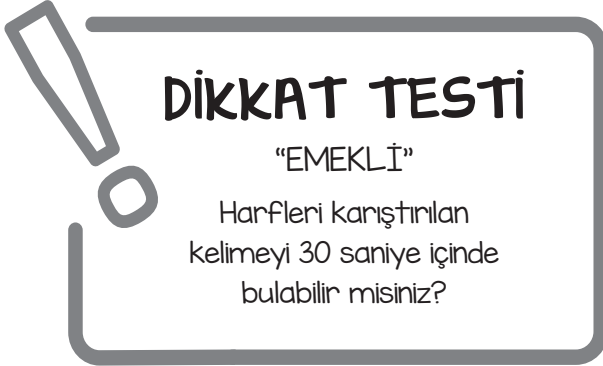 DİKKAT TESTİ
“EMEKLİ”
Harfleri karıştırılan
kelimeyi 30 saniye içinde
bulabilir misiniz?